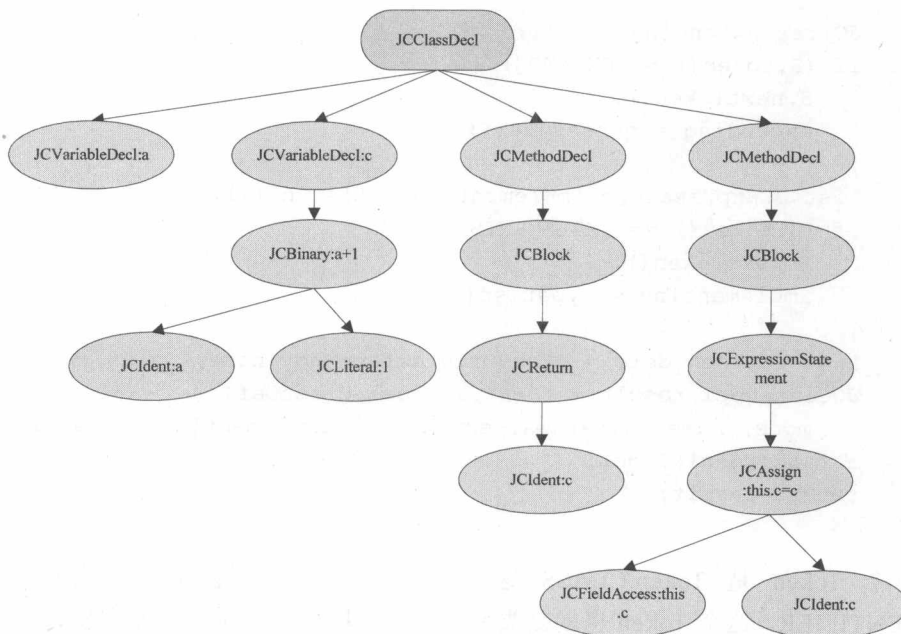 JCClassDecl
JCVariableDecl:a
JCVariableDecl:c
JCMethodDecl
JCMethodDecl
JCBinary:a+1
JCBlock
JCBlock
JCIdent:a
JCLiteral:1
JCReturn
JCExpressionState
ment
JCIdent:c
JCAssign
:this.c=c
JCFieldAccess:this
.c
JCIdent:c